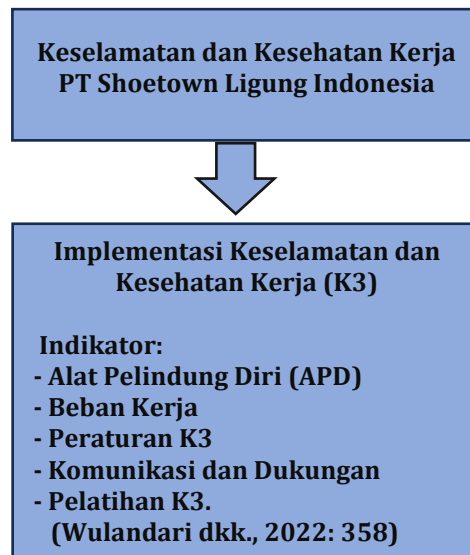 Keselamatan dan Kesehatan Kerja
PT Shoetown Ligung Indonesia
Implementasi Keselamatan dan
Kesehatan Kerja (K3)
Indikator:
- Alat Pelindung Diri (APD)
- Beban Kerja
- Peraturan K3
- Komunikasi dan Dukungan
- Pelatihan K3.
(Wulandari dkk., 2022: 358)